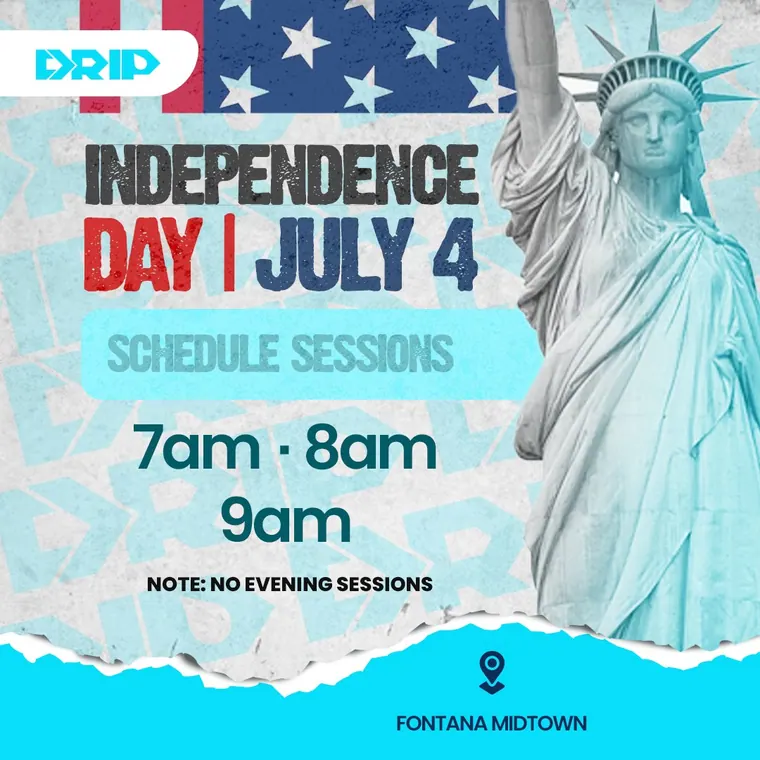 DRIP
INDEPENDENCE
DAY | JULY 4
SCHEDULE SESSIONS
7am · 8am
9am
NOTE: NO EVENING SESSIONS
FONTANA MIDTOWN